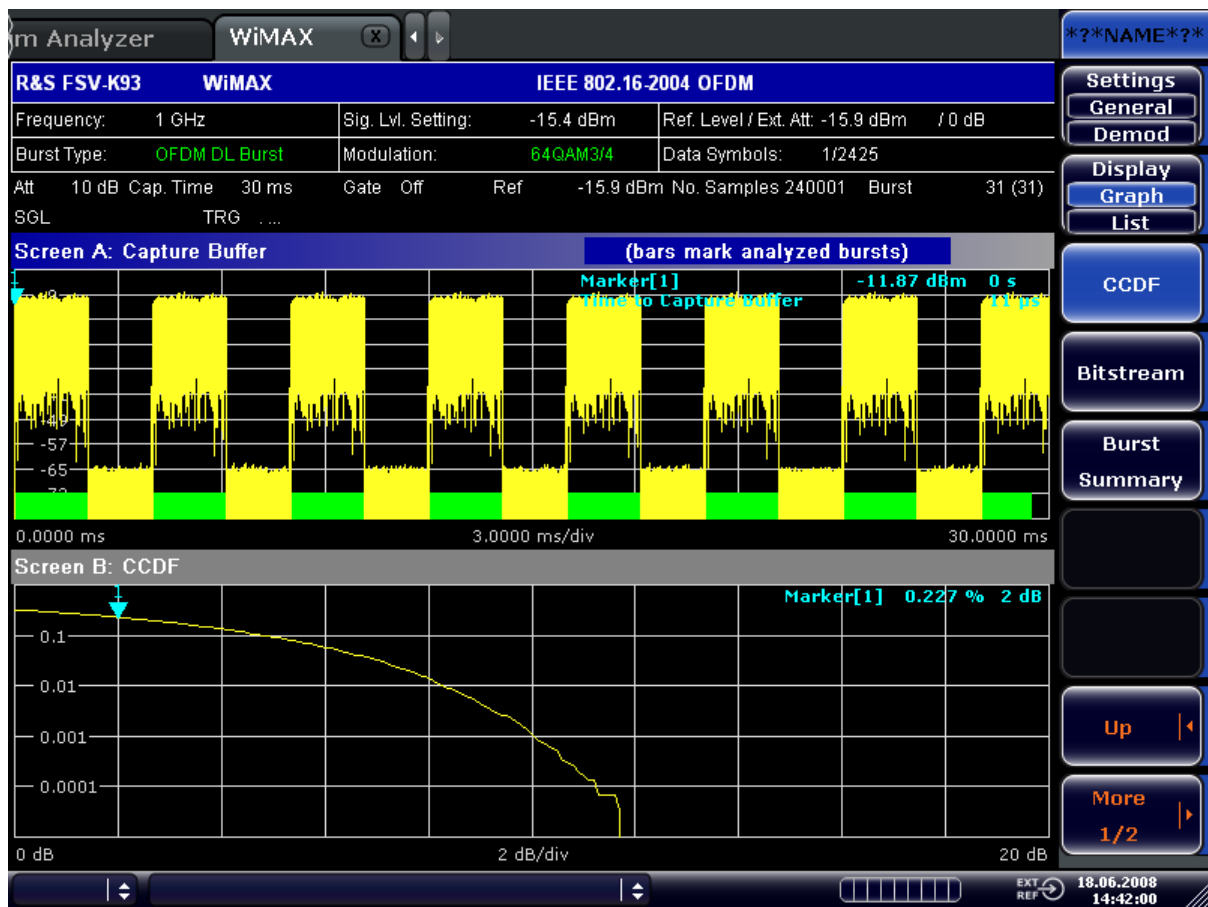 m Analyzer WiMAX x
*?*NAME*?*
R&S FSV-K93 WiMAX IEEE 802.16-2004 OFDM
Frequency: 1 GHz Sig. Lvl. Setting: -15.4 dBm Ref. Level / Ext. Att: -15.9 dBm / 0 dB
Burst Type: OFDM DL Burst Modulation: 64QAM3/4 Data Symbols: 1/2425
Att 10 dB Cap. Time 30 ms Gate Off Ref -15.9 dBm No. Samples 240001 Burst 31 (31)
SGL TRG . ...
Screen A: Capture Buffer (bars mark analyzed bursts)
1
Marker[1] -11.87 dBm 0 s
Time to Capture Buffer 11 µs
-49
-57
-65
-73
0.0000 ms 3.0000 ms/div 30.0000 ms
Screen B: CCDF
1
Marker[1] 0.227 % 2 dB
0.1
0.01
0.001
0.0001
0 dB 2 dB/div 20 dB
Settings
General
Demod
Display
Graph
List
CCDF
Bitstream
Burst
Summary
Up
More
1/2
EXT
REF
18.06.2008
14:42:00